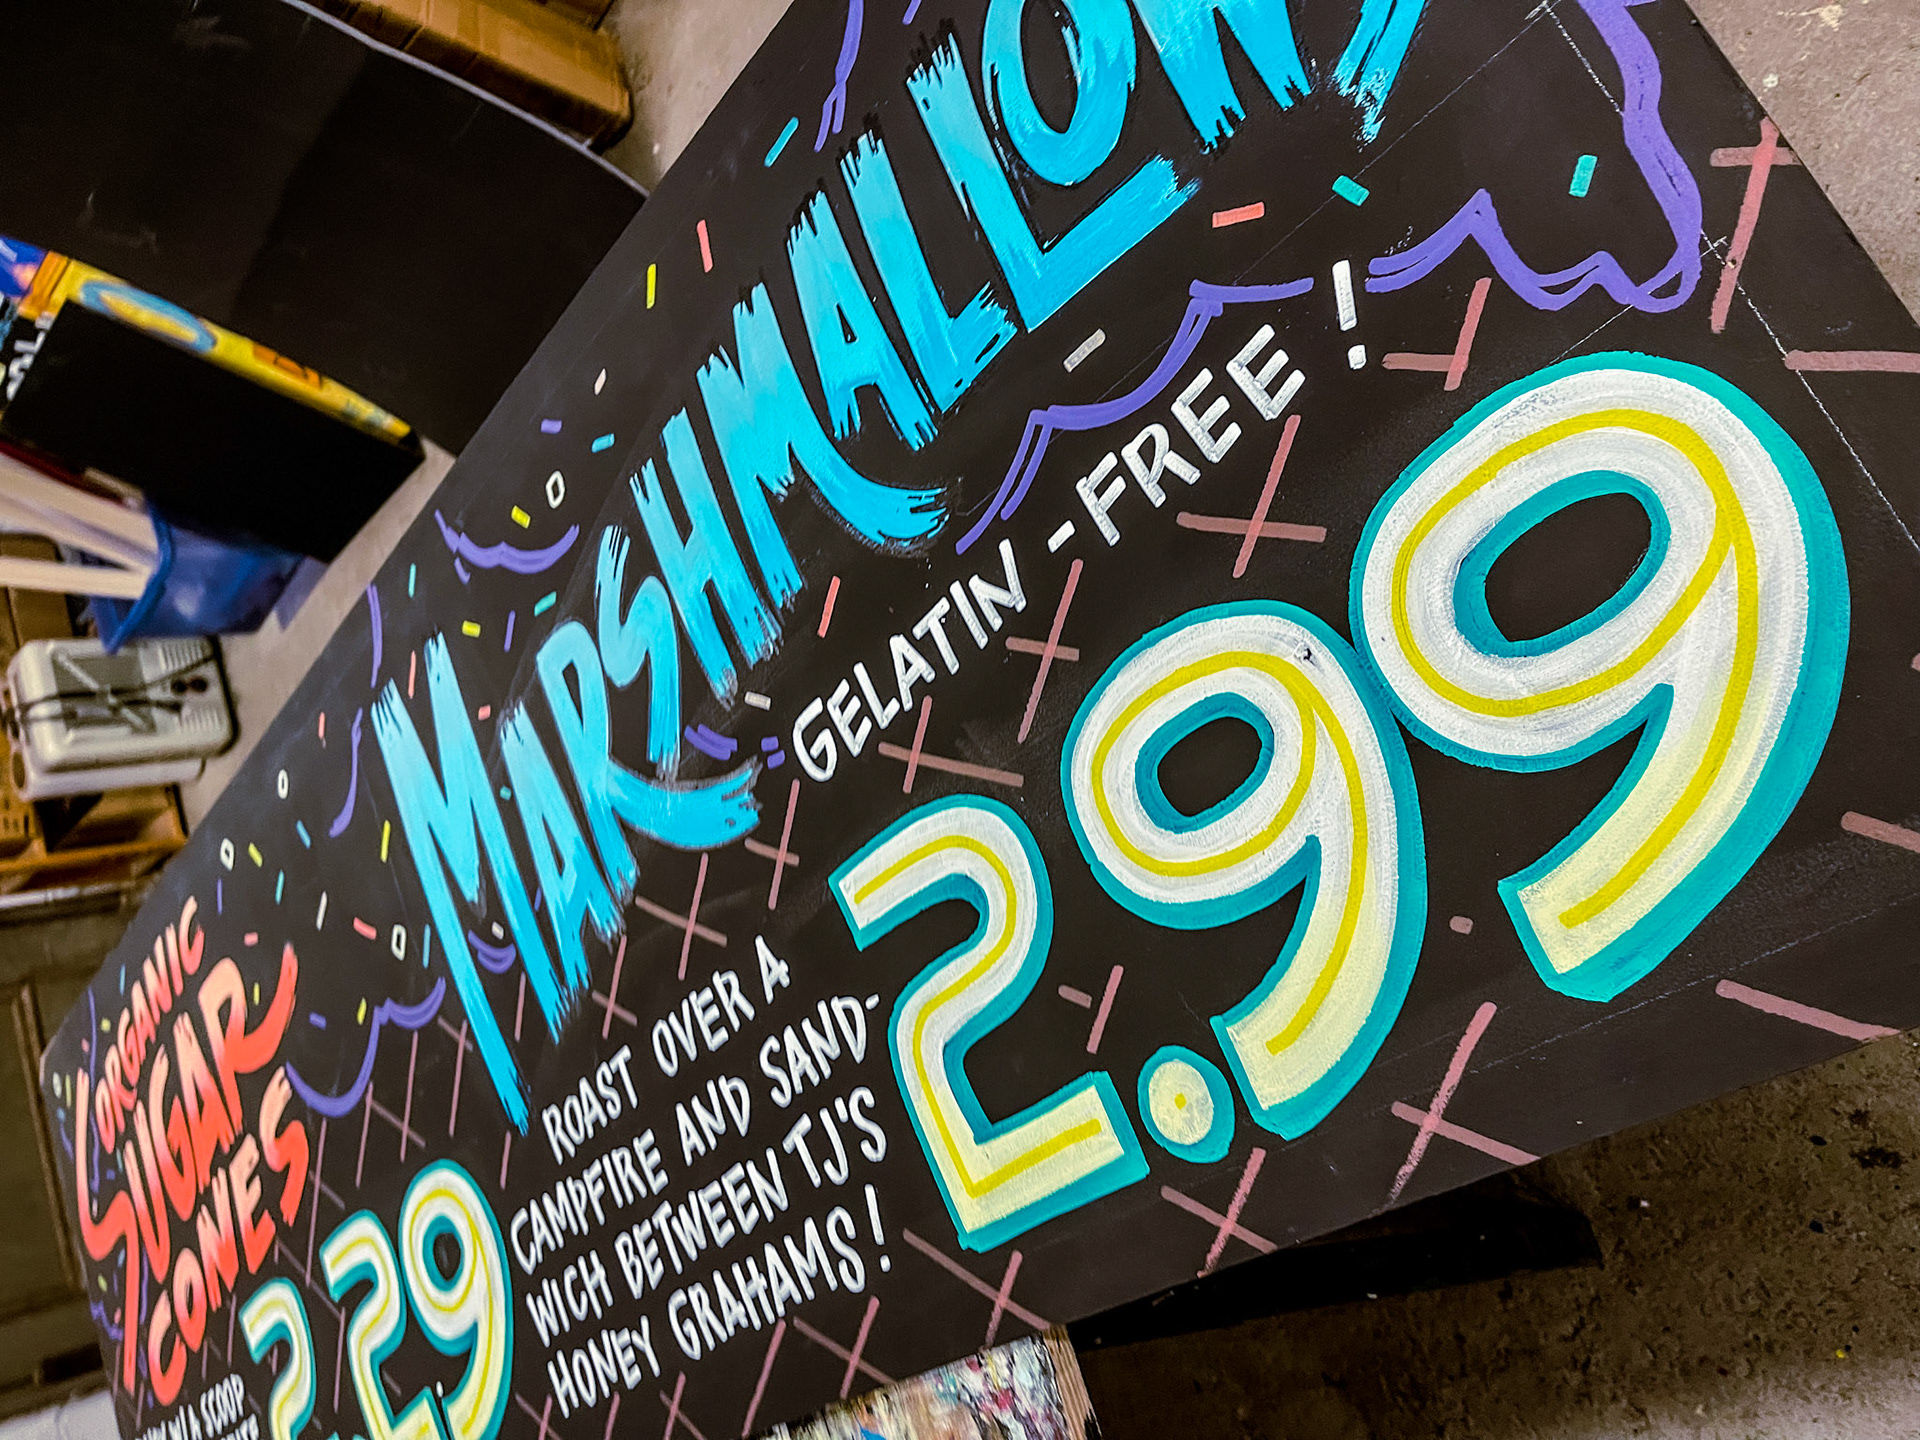 ORGANIC
SUGAR
CONES
2.29
W/ A SCOOP
MARSHMALLOWS
GELATIN-FREE!
ROAST OVER A
CAMPFIRE AND SAND-
WICH BETWEEN TJ'S
HONEY GRAHAMS!
2.99